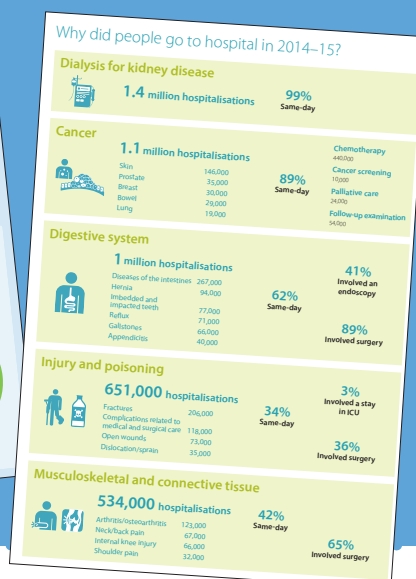 Why did people go to hospital in 2014–15?
Dialysis for kidney disease
1.4 million hospitalisations
99%
Same-day
Cancer
1.1 million hospitalisations
Skin 146,000
Prostate 35,000
Breast 30,000
Bowel 29,000
Lung 19,000
89%
Same-day
Chemotherapy
440,000
Cancer screening
10,000
Palliative care
24,000
Follow-up examination
54,000
Digestive system
1 million hospitalisations
Diseases of the intestines 267,000
Hernia 94,000
Imbedded and
impacted teeth 77,000
Reflux 71,000
Gallstones 66,000
Appendicitis 40,000
62%
Same-day
41%
Involved an
endoscopy
89%
Involved surgery
Injury and poisoning
651,000 hospitalisations
Fractures 206,000
Complications related to
medical and surgical care 118,000
Open wounds 73,000
Dislocation/sprain 35,000
34%
Same-day
3%
Involved a stay
in ICU
36%
Involved surgery
Musculoskeletal and connective tissue
534,000 hospitalisations
Arthritis/osteoarthritis 123,000
Neck/back pain 67,000
Internal knee injury 66,000
Shoulder pain 32,000
42%
Same-day
65%
Involved surgery